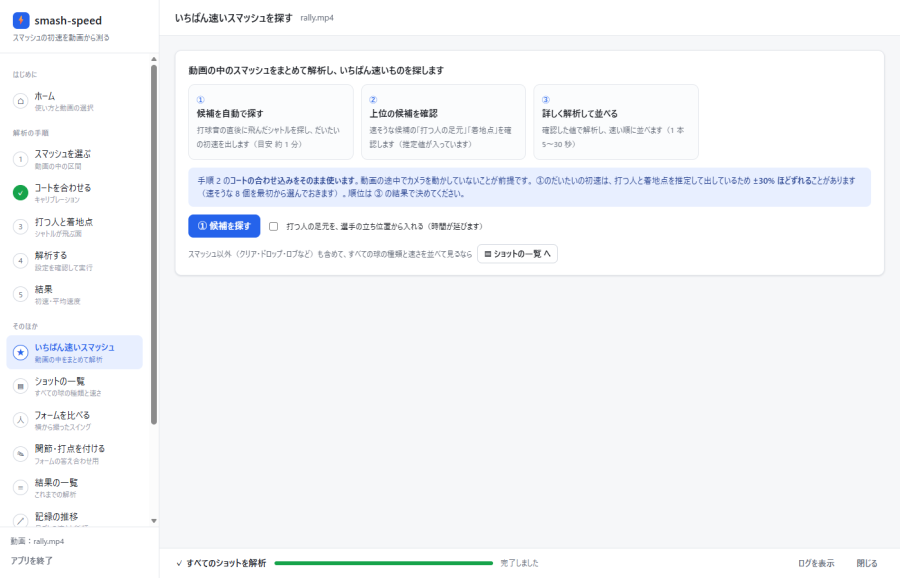 smash-speed
スマッシュの初速を動画から測る
はじめに
ホーム
使い方と動画の選択
解析の手順
1
スマッシュを選ぶ
動画の中の区間
✓
コートを合わせる
キャリブレーション
3
打つ人と着地点
シャトルが飛ぶ面
4
解析する
設定を確認して実行
5
結果
初速・平均速度
そのほか
★
いちばん速いスマッシュ
動画の中をまとめて解析
ショットの一覧
すべての球の種類と速さ
人
フォームを比べる
横から撮ったスイング
関節・打点を付ける
フォームの答え合わせ用
結果の一覧
これまでの解析
記録の推移
動画：rally.mp4
アプリを終了
いちばん速いスマッシュを探す rally.mp4
動画の中のスマッシュをまとめて解析し、いちばん速いものを探します
①
候補を自動で探す
打球音の直後に飛んだシャトルを探し、だいたい
の初速を出します（目安 約 1 分）
②
上位の候補を確認
速そうな候補の「打つ人の足元」「着地点」を確
認します（推定値が入っています）
③
詳しく解析して並べる
確認した値で解析し、速い順に並べます（1 本
5〜30 秒）
手順 2 のコートの合わせ込みをそのまま使います。動画の途中でカメラを動かしていないことが前提です。 ①のだいたいの初速は、打つ人と着地点を推定して出しているため ±30% ほどずれることがあります
（速そうな 8 個を最初から選んでおきます）。順位は ③ の結果で決めてください。
① 候補を探す 打つ人の足元を、選手の立ち位置から入れる（時間が延びます）
スマッシュ以外（クリア・ドロップ・ロブなど）も含めて、すべての球の種類と速さを並べて見るなら ショットの一覧 へ
✓ すべてのショットを解析 完了しました ログを表示 閉じる